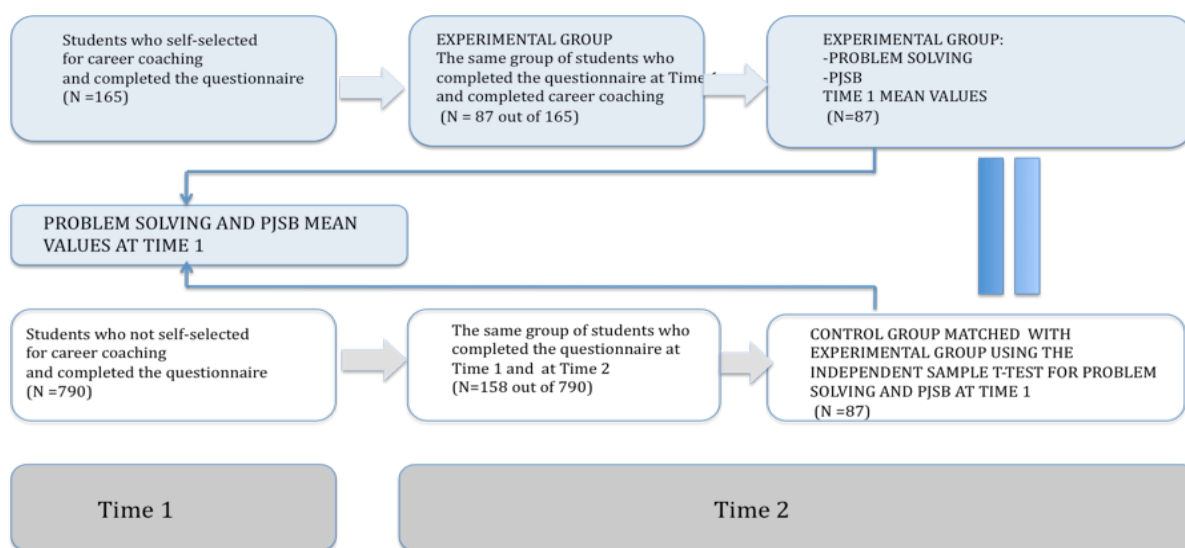 Students who self-selected
for career coaching
and completed the questionnaire
(N =165)
EXPERIMENTAL GROUP
The same group of students who
completed the questionnaire at Time
and completed career coaching
(N = 87 out of 165)
EXPERIMENTAL GROUP:
-PROBLEM SOLVING
-PJSB
TIME 1 MEAN VALUES
(N=87)
PROBLEM SOLVING AND PJSB MEAN
VALUES AT TIME 1
Students who not self-selected
for career coaching
and completed the questionnaire
(N =790)
The same group of students who
completed the questionnaire at
Time 1 and at Time 2
(N=158 out of 790)
CONTROL GROUP MATCHED WITH
EXPERIMENTAL GROUP USING THE
INDEPENDENT SAMPLE T-TEST FOR PROBLEM
SOLVING AND PJSB AT TIME 1
(N =87)
Time 1
Time 2